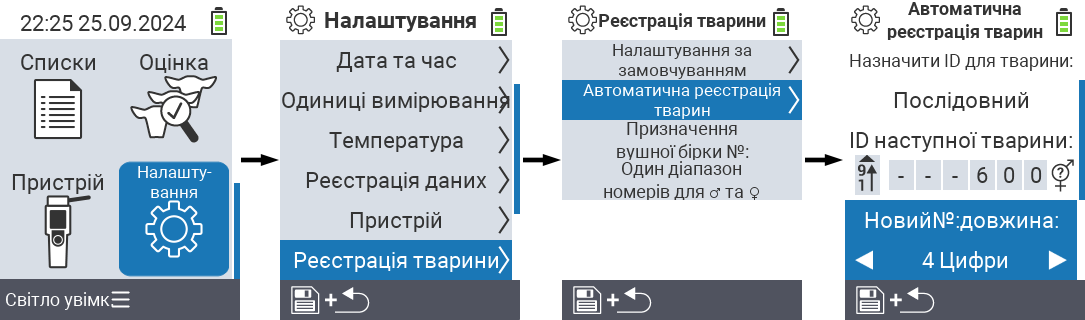 22:25 25.09.2024
Списки
Оцінка
Пристрій
Налашту-
вання
Світло увімк.
Налаштування
Дата та час
Одиниці вимірювання
Температура
Реєстрація даних
Пристрій
Реєстрація тварини
+
Реєстрація тварини
Налаштування за
замовчуванням
Автоматична реєстрація
тварин
Призначення
вушної бірки №:
Один діапазон
номерів для ♂ та ♀
+
Автоматична
реєстрація тварин
Назначити ID для тварини:
Послідовний
ID наступної тварини:
9
1
- - - 6 0 0
Новий№:довжина:
4 Цифри
+